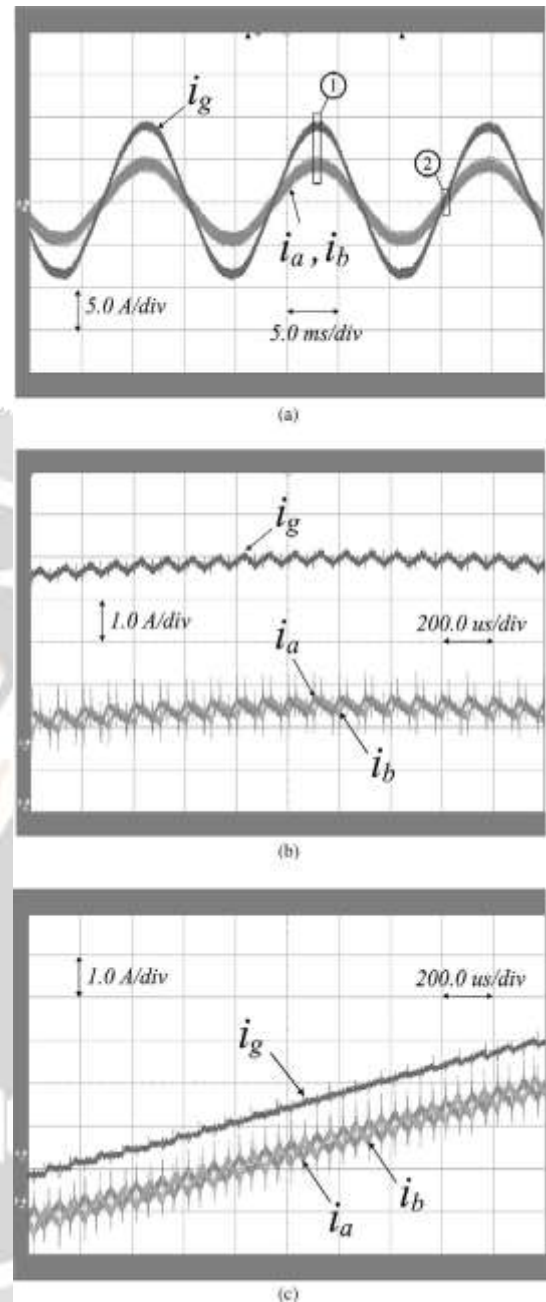 i_g
①
②
i_a , i_b
5.0 A/div
5.0 ms/div
(a)
i_g
1.0 A/div
200.0 us/div
i_a
i_b
(b)
1.0 A/div
200.0 us/div
i_g
i_b
i_a
(c)